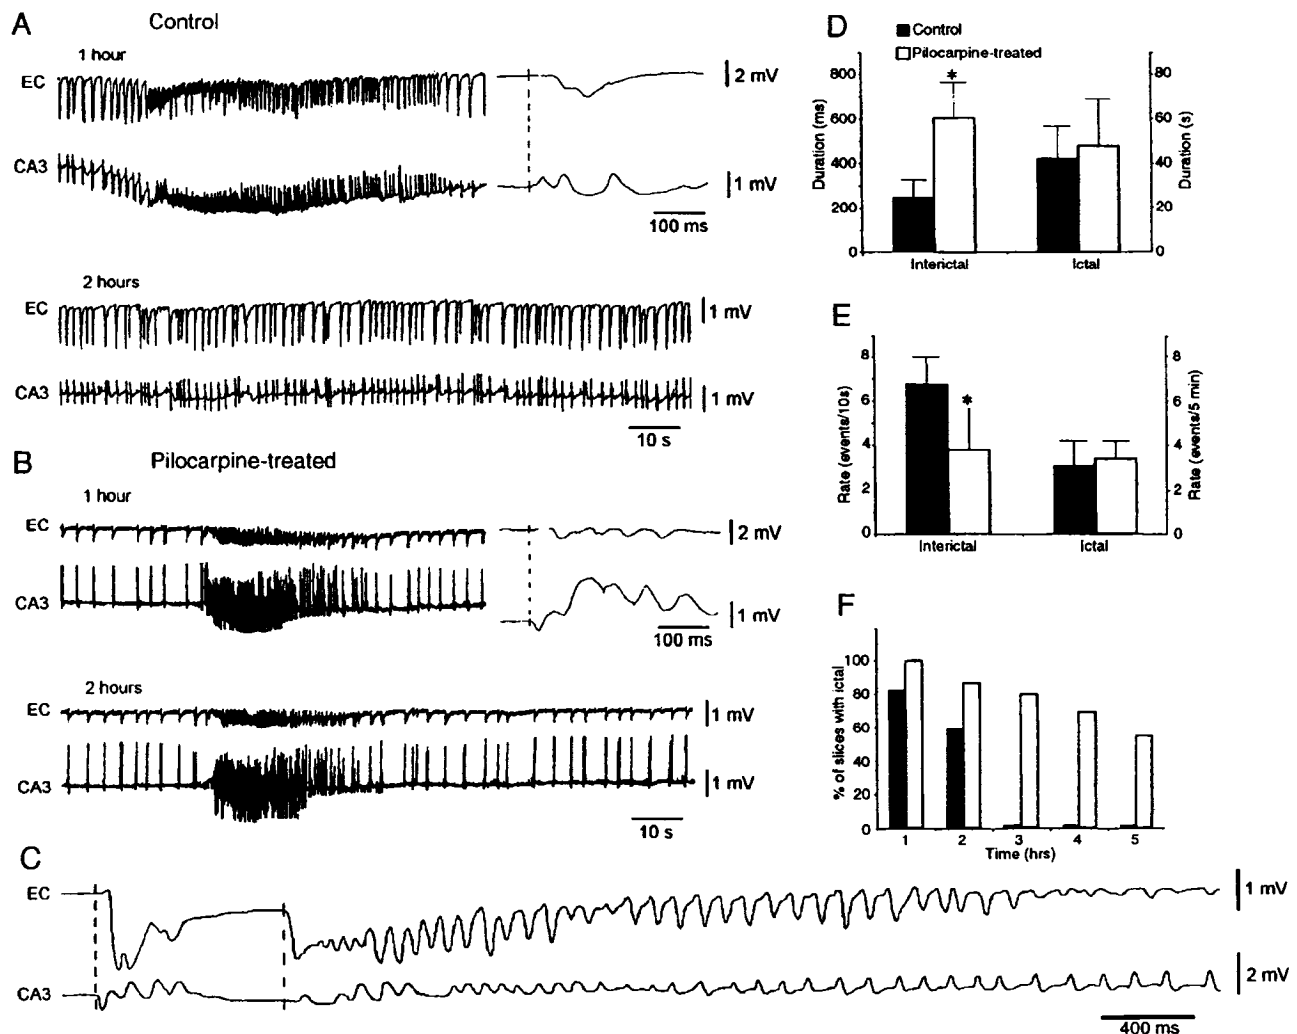 A
Control
1 hour
EC
2 mV
CA3
1 mV
100 ms
2 hours
EC
1 mV
CA3
1 mV
10 s
B
Pilocarpine-treated
1 hour
EC
2 mV
CA3
1 mV
100 ms
2 hours
EC
1 mV
CA3
1 mV
10 s
C
EC
1 mV
CA3
2 mV
400 ms
D
Control
Pilocarpine-treated
Duration (ms)
800
600
400
200
0
*
80
60
40
20
0
Duration (s)
Interictal
Ictal
E
Rate (events/10s)
8
6
4
2
0
*
8
6
4
2
0
Rate (events/5 min)
Interictal
Ictal
F
% of slices with ictal
100
80
60
40
20
0
1 2 3 4 5
Time (hrs)